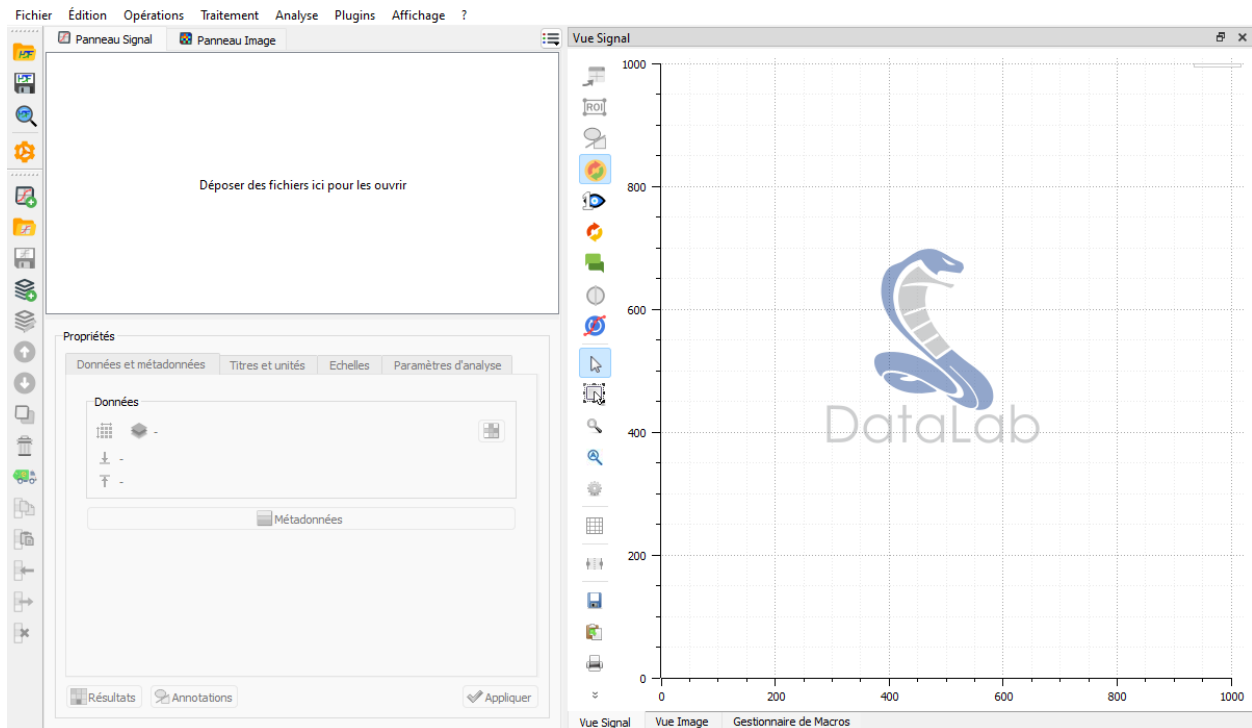 Fichier Édition Opérations Traitement Analyse Plugins Affichage ?
Panneau Signal Panneau Image
Déposer des fichiers ici pour les ouvrir
Propriétés
Données et métadonnées Titres et unités Echelles Paramètres d'analyse
Données
-
-
-
Métadonnées
Résultats Annotations Appliquer
Vue Signal
ROI
1000
800
600
400
200
0
0 200 400 600 800 1000
DataLab
Vue Signal Vue Image Gestionnaire de Macros